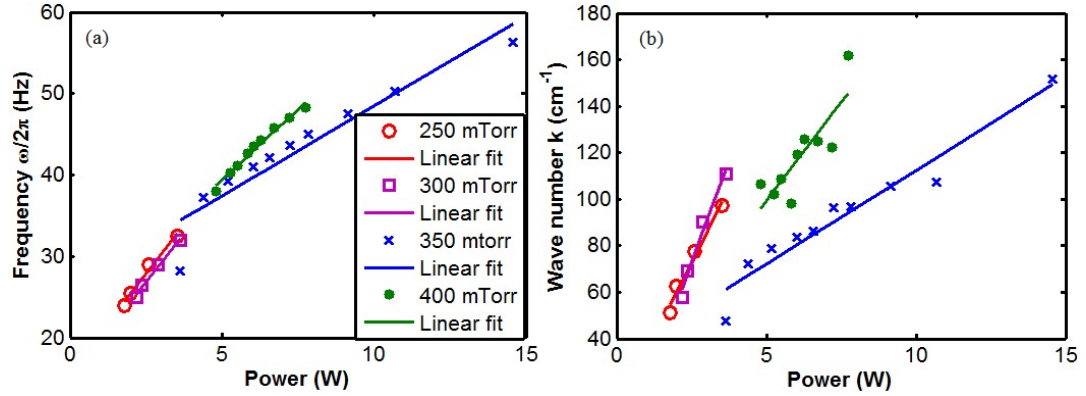 (a)
Frequency ω/2π (Hz)
60
50
40
30
20
0
5
10
15
Power (W)
250 mTorr
Linear fit
300 mTorr
Linear fit
350 mtorr
Linear fit
400 mTorr
Linear fit
(b)
Wave number k (cm⁻¹)
180
160
140
120
100
80
60
40
0
5
10
15
Power (W)